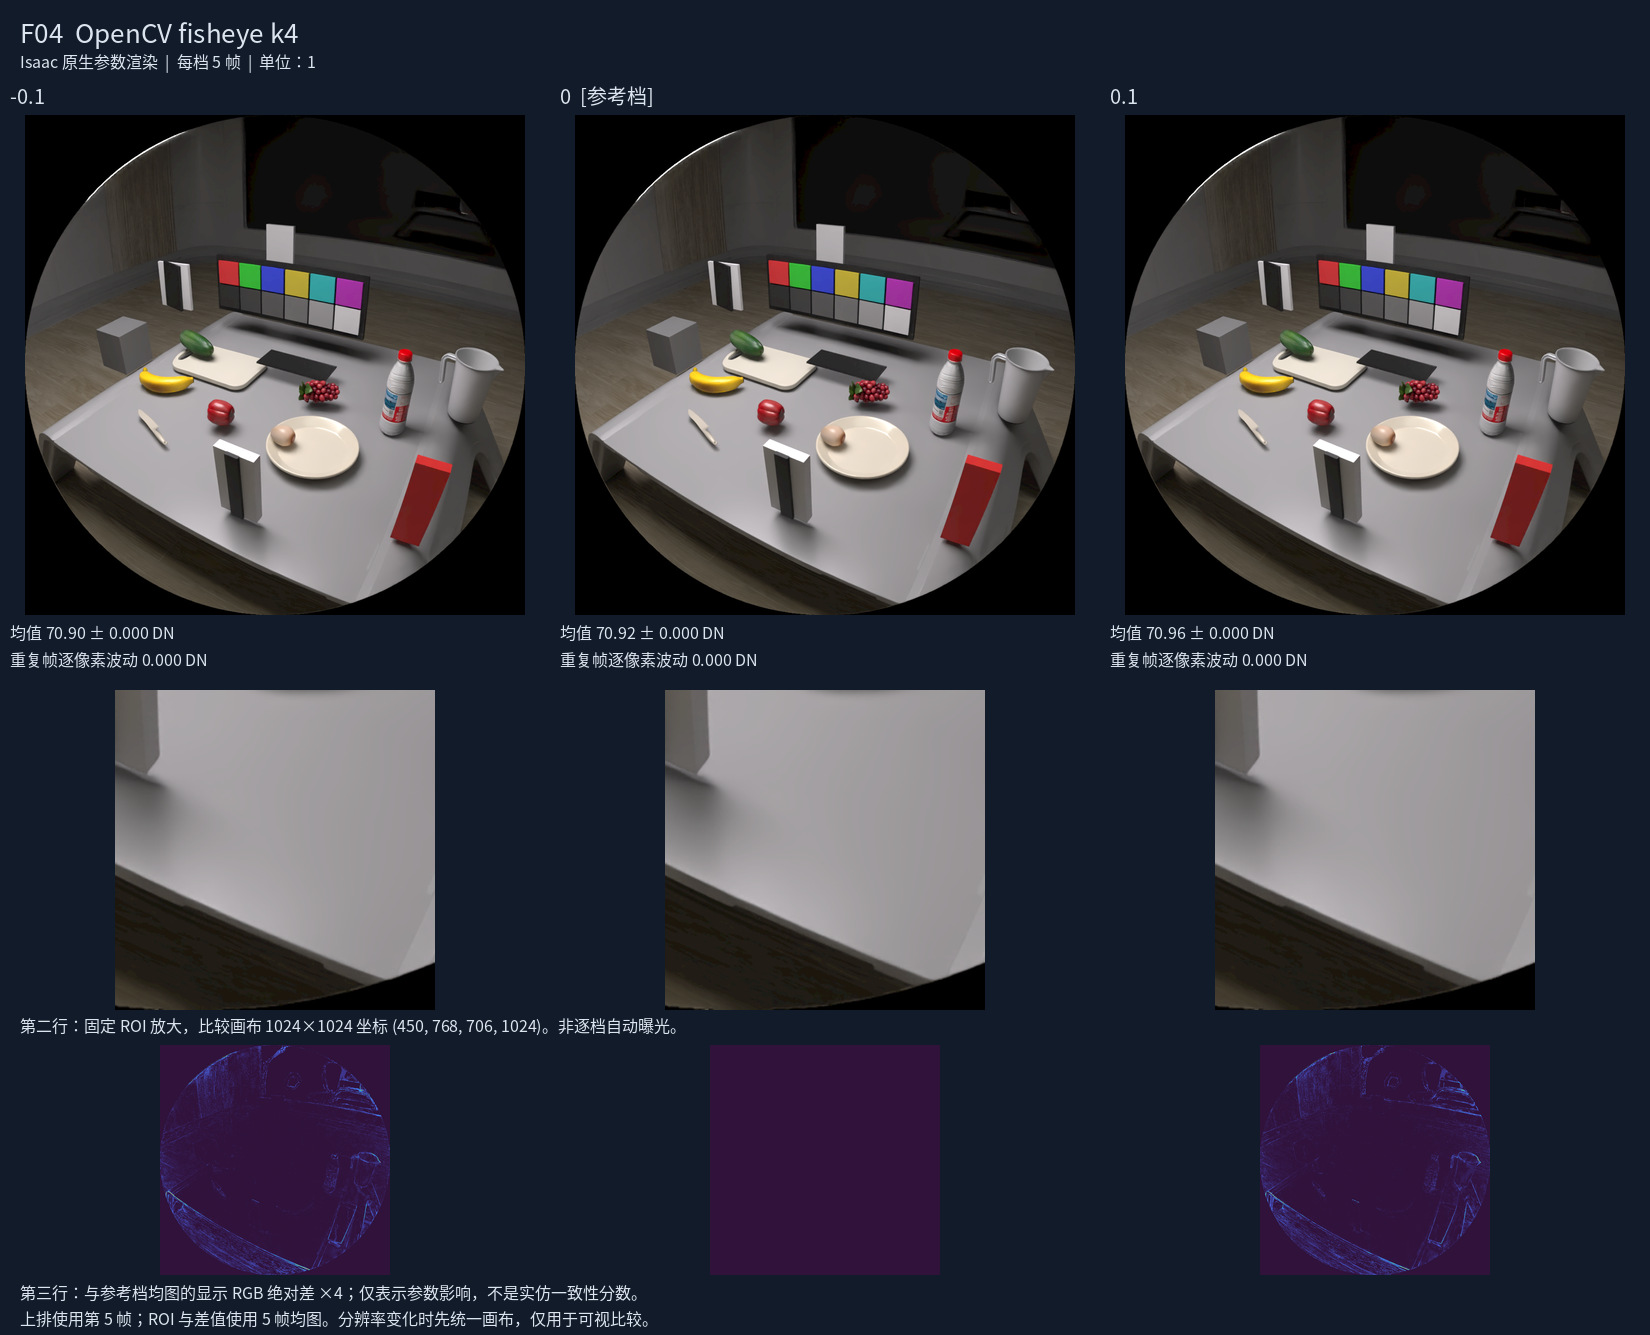 F04 OpenCV fisheye k4
Isaac 原生参数渲染 | 每档 5 帧 | 单位：1
-0.1
0 [参考档]
0.1
均值 70.90 ± 0.000 DN
均值 70.92 ± 0.000 DN
均值 70.96 ± 0.000 DN
重复帧逐像素波动 0.000 DN
重复帧逐像素波动 0.000 DN
重复帧逐像素波动 0.000 DN
第二行：固定 ROI 放大，比较画布 1024×1024 坐标 (450, 768, 706, 1024)。非逐档自动曝光。
第三行：与参考档均图的显示 RGB 绝对差 ×4；仅表示参数影响，不是实仿一致性分数。
上排使用第 5 帧；ROI 与差值使用 5 帧均图。分辨率变化时先统一画布，仅用于可视比较。